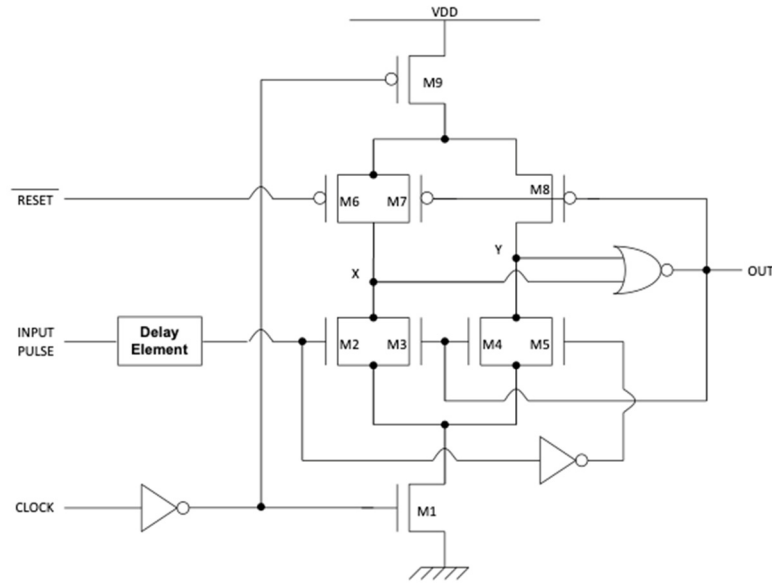 VDD
M9
RESET
M6
M7
M8
Y
X
OUT
INPUT
PULSE
Delay
Element
M2
M3
M4
M5
CLOCK
M1